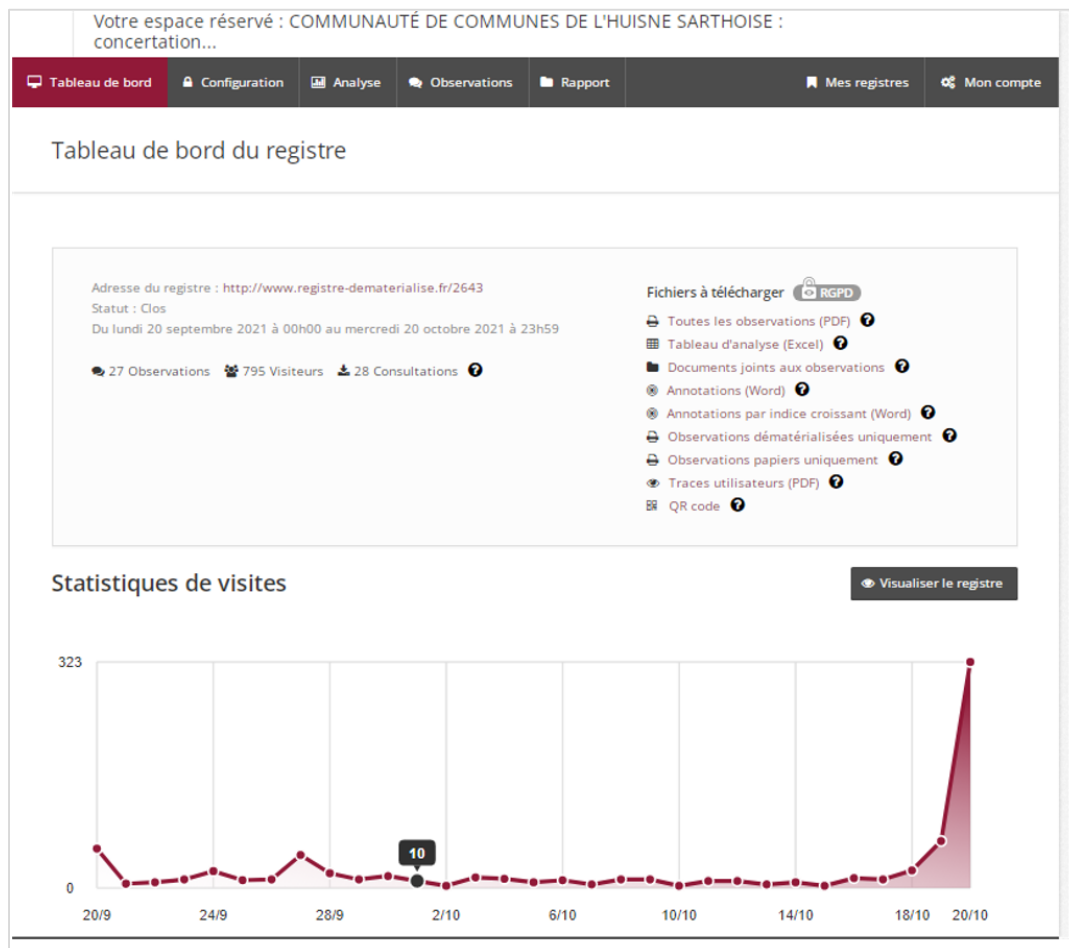 Votre espace réservé : COMMUNAUTÉ DE COMMUNES DE L'HUISNE SARTHOISE :
concertation...
Tableau de bord Configuration Analyse Observations Rapport Mes registres Mon compte
Tableau de bord du registre
Adresse du registre : http://www.registre-dematerialise.fr/2643
Statut : Clos
Du lundi 20 septembre 2021 à 00h00 au mercredi 20 octobre 2021 à 23h59
27 Observations 795 Visiteurs 28 Consultations ?
Fichiers à télécharger RGPD
Toutes les observations (PDF) ?
Tableau d'analyse (Excel) ?
Documents joints aux observations ?
Annotations (Word) ?
Annotations par indice croissant (Word) ?
Observations dématérialisées uniquement ?
Observations papiers uniquement ?
Traces utilisateurs (PDF) ?
QR code ?
Statistiques de visites
Visualiser le registre
323
10
0
20/9 24/9 28/9 2/10 6/10 10/10 14/10 18/10 20/10